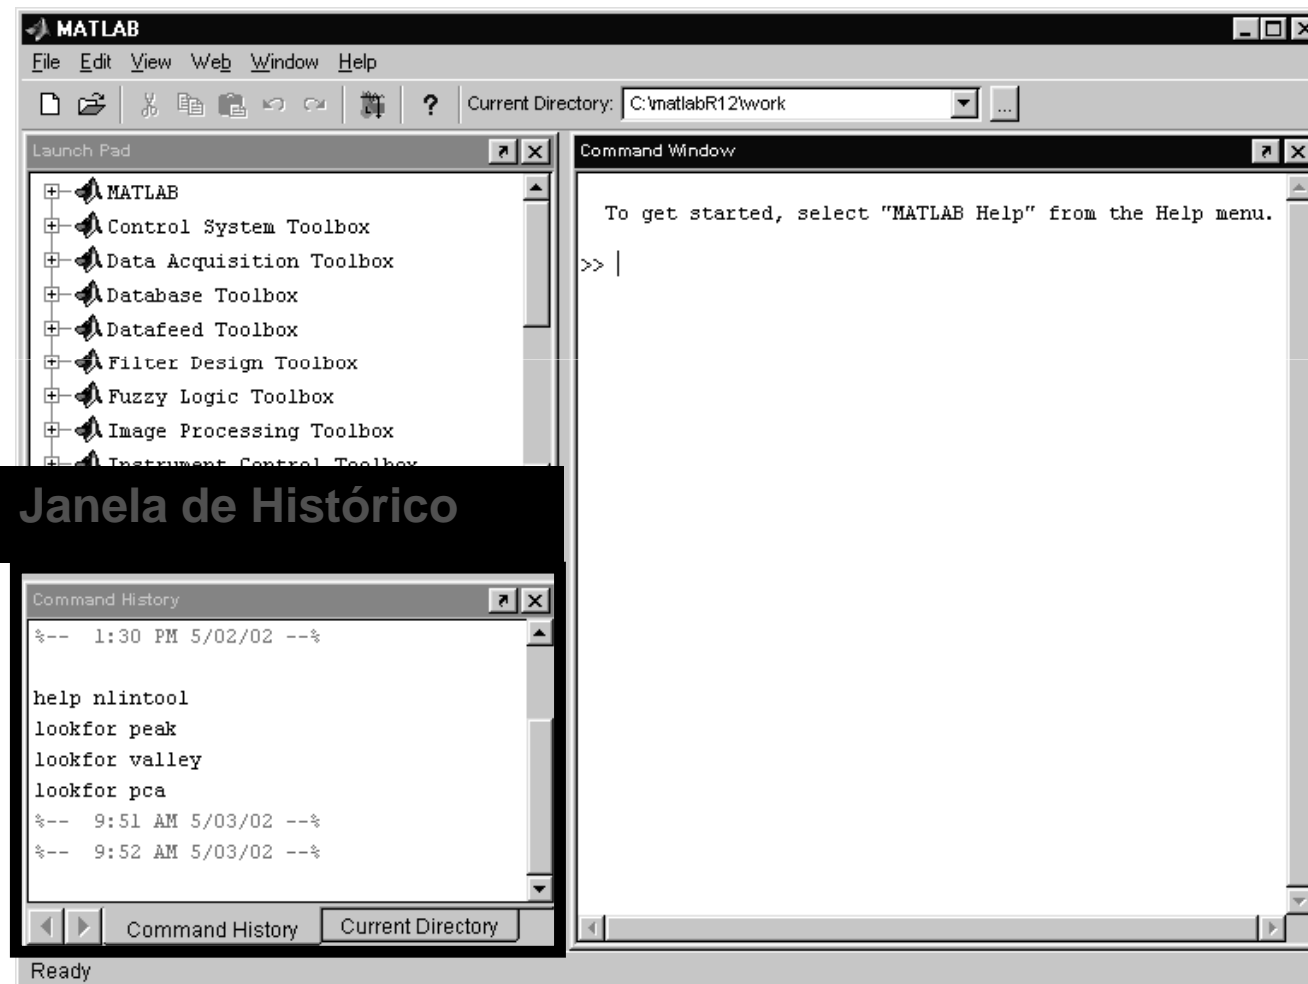 MATLAB
File Edit View Web Window Help
? Current Directory: C:\matlabR12\work ...
Launch Pad
MATLAB
Control System Toolbox
Data Acquisition Toolbox
Database Toolbox
Datafeed Toolbox
Filter Design Toolbox
Fuzzy Logic Toolbox
Image Processing Toolbox
Instrument Control Toolbox
Janela de Histórico
Command History
%-- 1:30 PM 5/02/02 --%
help nlintool
lookfor peak
lookfor valley
lookfor pca
%-- 9:51 AM 5/03/02 --%
%-- 9:52 AM 5/03/02 --%
Command History Current Directory
Command Window
To get started, select "MATLAB Help" from the Help menu.
>>
Ready